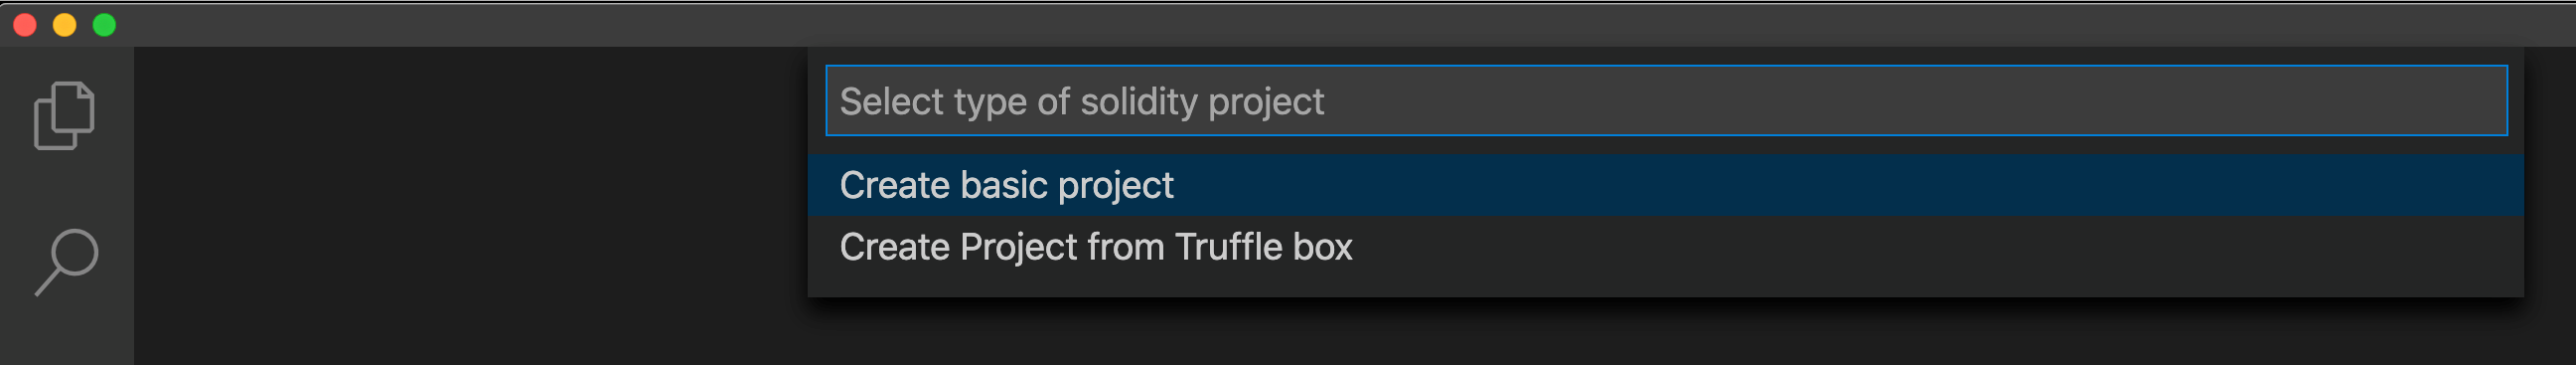 Select type of solidity project
Create basic project
Create Project from Truffle box